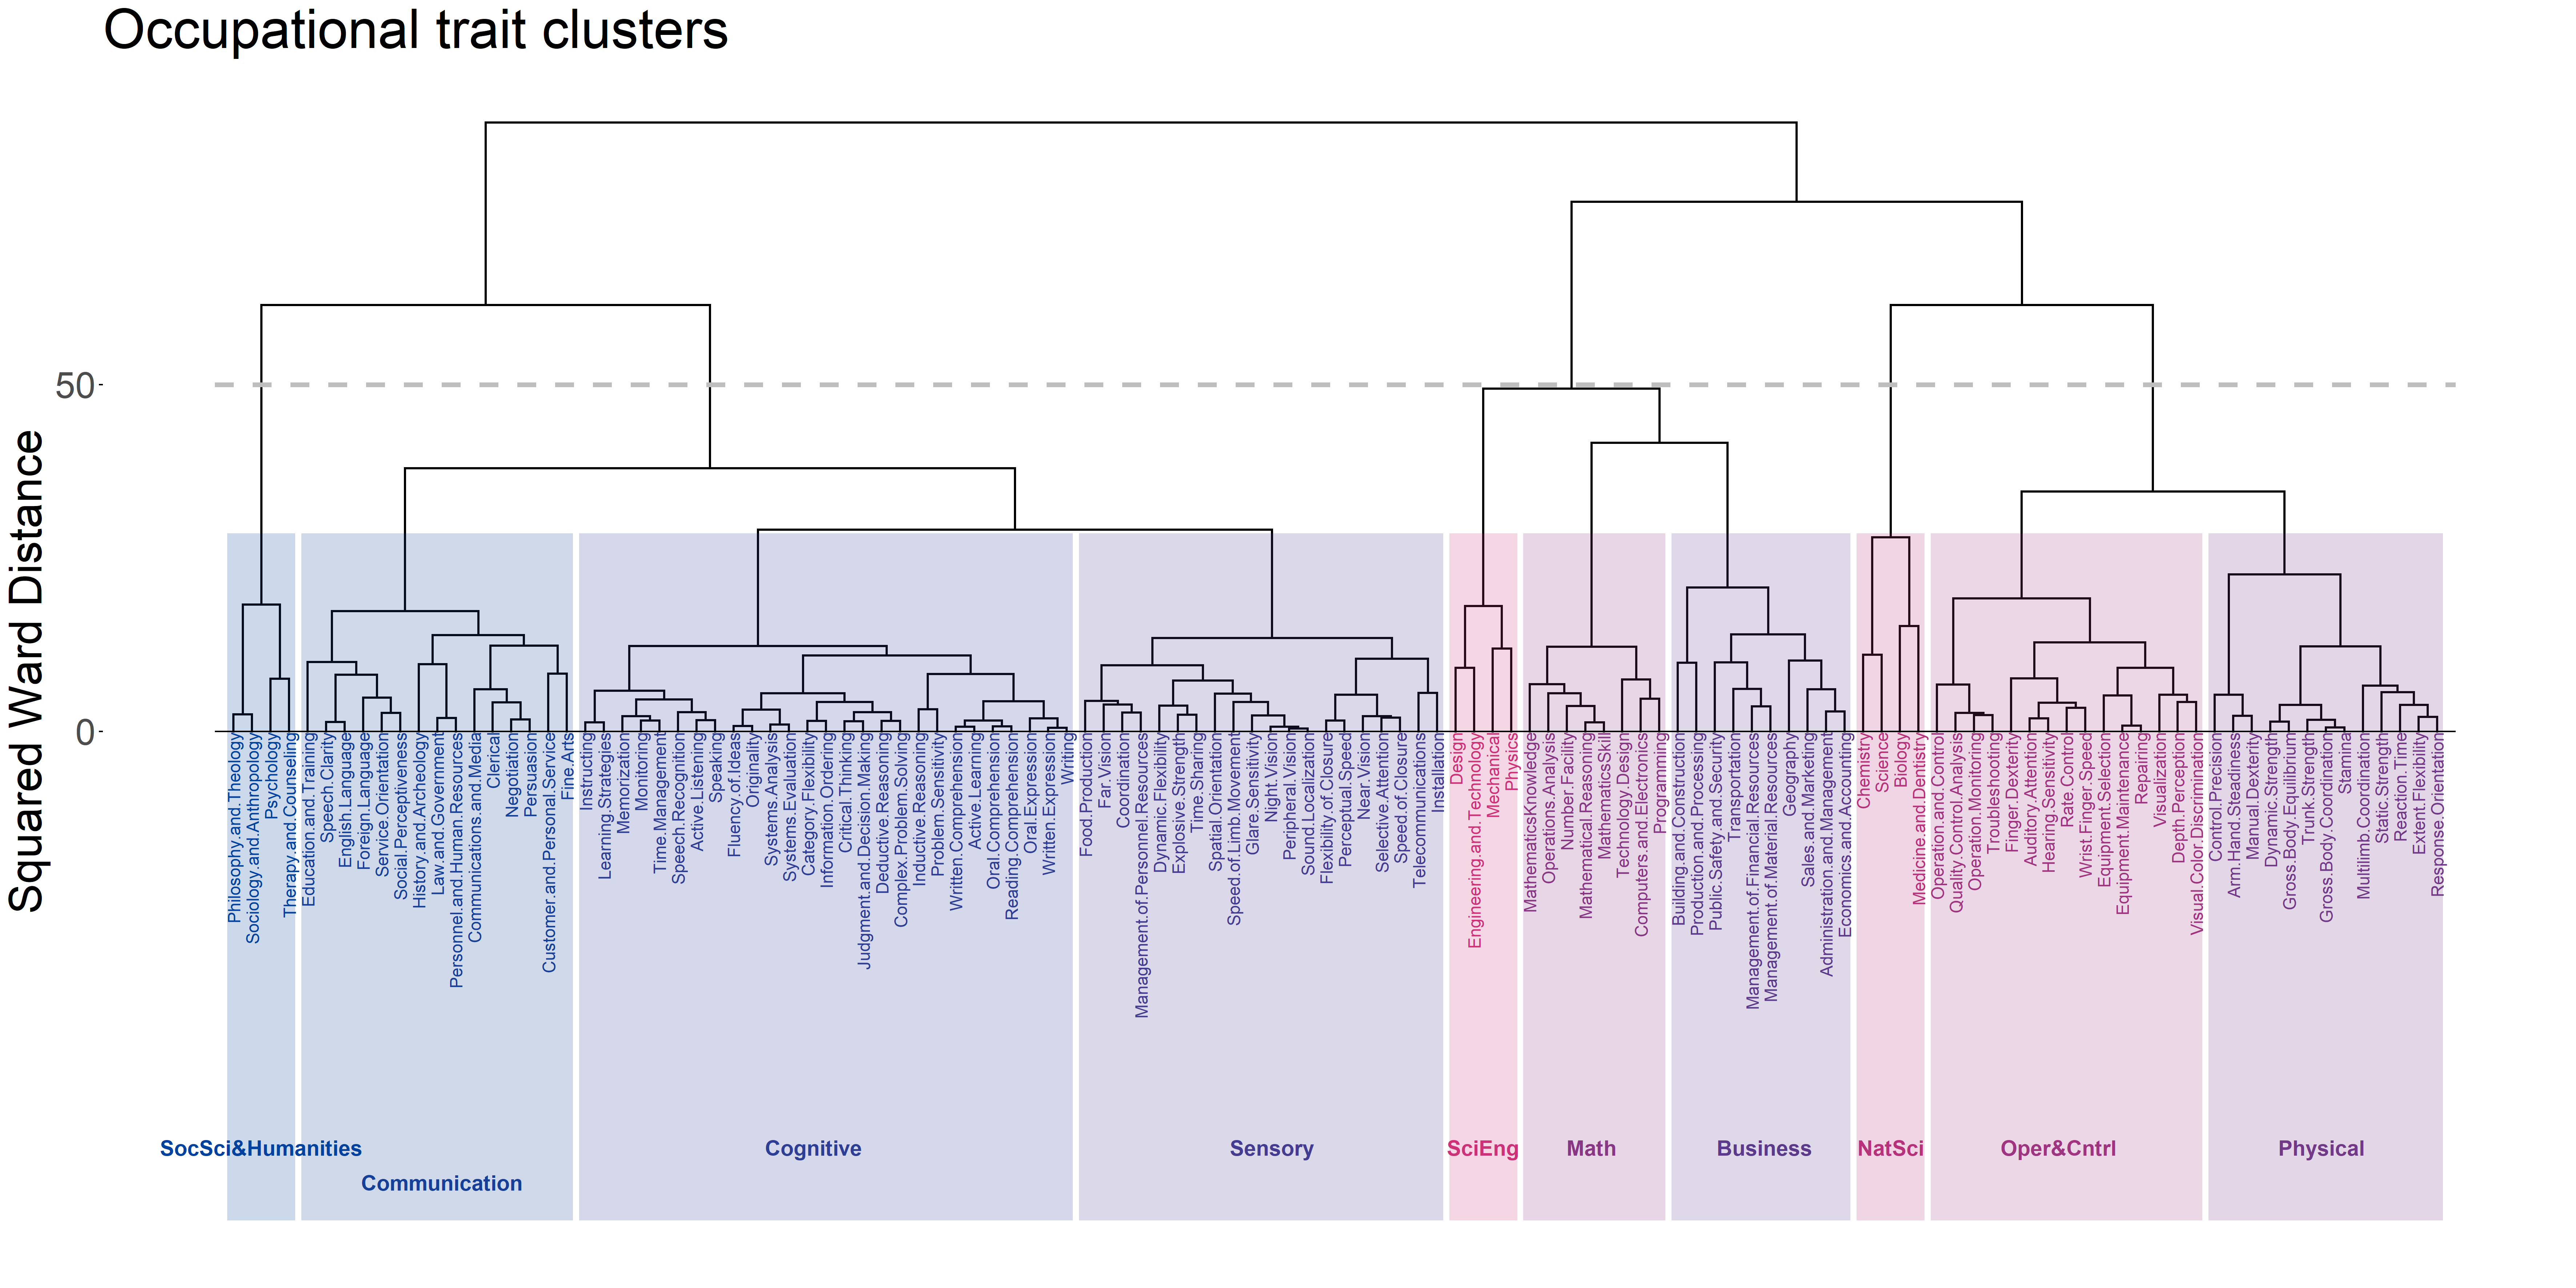 Occupational trait clusters
Squared Ward Distance
50
0
Philosophy.and.Theology
Sociology.and.Anthropology
Psychology
Therapy.and.Counseling
Education.and.Training
Speech.Clarity
English.Language
Foreign.Language
Service.Orientation
Social.Perceptiveness
History.and.Archeology
Law.and.Government
Personnel.and.Human.Resources
Communications.and.Media
Clerical
Negotiation
Persuasion
Customer.and.Personal.Service
Fine.Arts
Instructing
Learning.Strategies
Memorization
Monitoring
Time.Management
Speech.Recognition
Active.Listening
Speaking
Fluency.of.Ideas
Originality
Systems.Analysis
Systems.Evaluation
Category.Flexibility
Information.Ordering
Critical.Thinking
Judgment.and.Decision.Making
Deductive.Reasoning
Complex.Problem.Solving
Inductive.Reasoning
Problem.Sensitivity
Written.Comprehension
Active.Learning
Oral.Comprehension
Reading.Comprehension
Oral.Expression
Written.Expression
Writing
Food.Production
Far.Vision
Coordination
Management.of.Personnel.Resources
Dynamic.Flexibility
Explosive.Strength
Time.Sharing
Spatial.Orientation
Speed.of.Limb.Movement
Glare.Sensitivity
Night.Vision
Peripheral.Vision
Sound.Localization
Flexibility.of.Closure
Perceptual.Speed
Near.Vision
Selective.Attention
Speed.of.Closure
Telecommunications
Installation
Design
Engineering.and.Technology
Mechanical
Physics
MathematicsKnowledge
Operations.Analysis
Number.Facility
Mathematical.Reasoning
MathematicsSkill
Technology.Design
Computers.and.Electronics
Programming
Building.and.Construction
Production.and.Processing
Public.Safety.and.Security
Transportation
Management.of.Financial.Resources
Management.of.Material.Resources
Geography
Sales.and.Marketing
Administration.and.Management
Economics.and.Accounting
Chemistry
Science
Biology
Medicine.and.Dentistry
Operation.and.Control
Quality.Control.Analysis
Operation.Monitoring
Troubleshooting
Finger.Dexterity
Auditory.Attention
Hearing.Sensitivity
Rate.Control
Wrist.Finger.Speed
Equipment.Selection
Equipment.Maintenance
Repairing
Visualization
Depth.Perception
Visual.Color.Discrimination
Control.Precision
Arm.Hand.Steadiness
Manual.Dexterity
Dynamic.Strength
Gross.Body.Equilibrium
Trunk.Strength
Gross.Body.Coordination
Stamina
Multilimb.Coordination
Static.Strength
Reaction.Time
Extent.Flexibility
Response.Orientation
SocSci&Humanities
Communication
Cognitive
Sensory
SciEng
Math
Business
NatSci
Oper&Cntrl
Physical